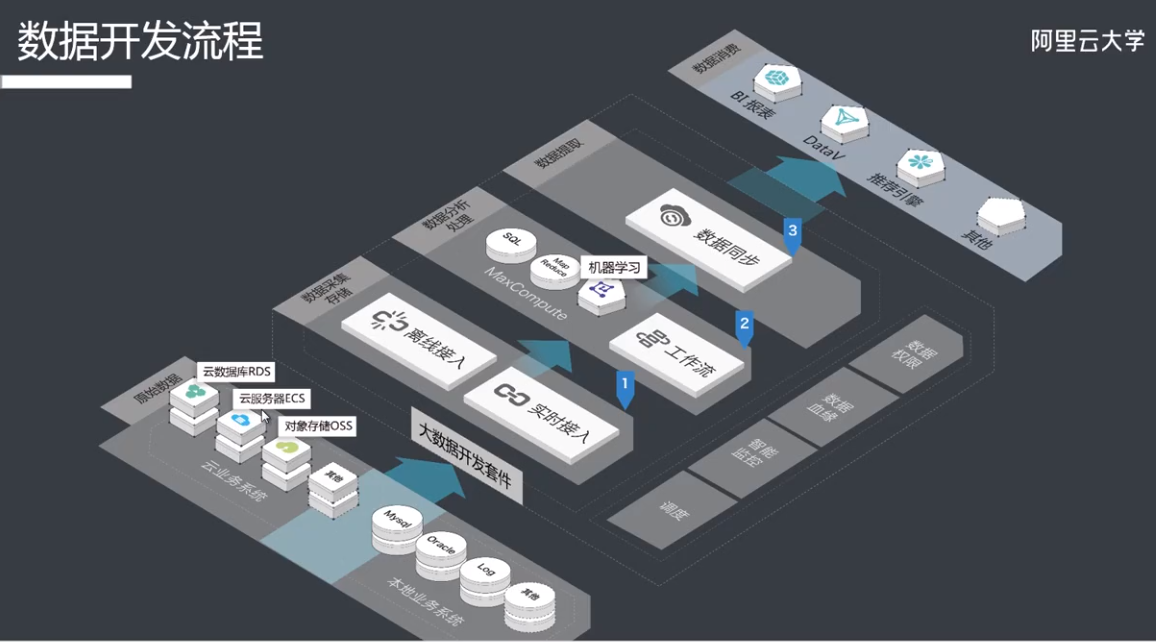 数据开发流程
阿里云大学
数据消费
BI 报表
DataV
推荐引擎
其他
数据提取
数据同步
3
数据分析
处理
SQL
Map
Reduce
机器学习
MaxCompute
工作流
2
数据采集
存储
离线接入
实时接入
1
大数据开发套件
数据
权限
数据
血缘
智能
监控
调度
原始数据
云数据库RDS
云服务器ECS
对象存储OSS
其他
云业务系统
Mysql
Oracle
Log
其他
本地业务系统